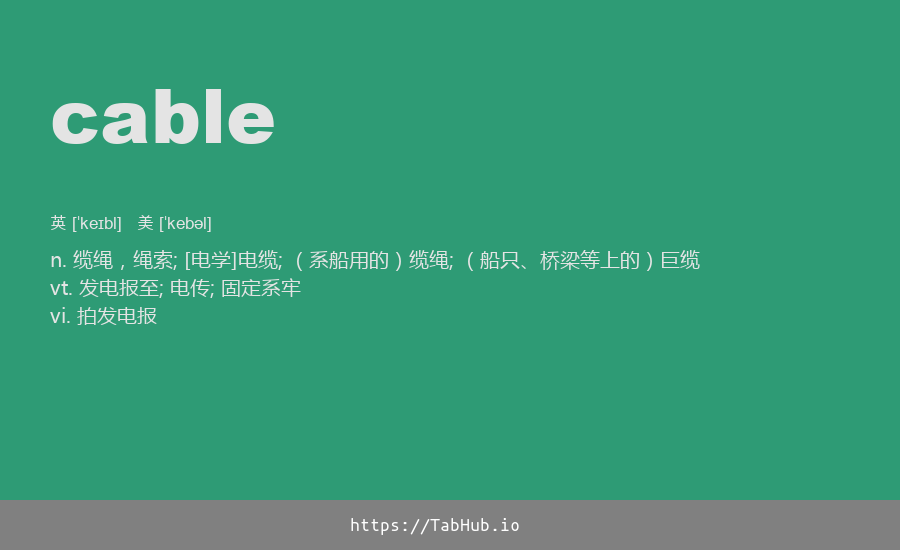 cable
英 [ˈkeɪbl] 美 [ˈkebəl]
n. 缆绳，绳索; [电学]电缆; （系船用的）缆绳; （船只、桥梁等上的）巨缆
vt. 发电报至; 电传; 固定系牢
vi. 拍发电报
https://TabHub.io